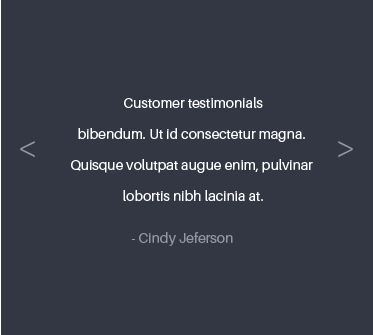 Customer testimonials
bibendum. Ut id consectetur magna.
< >
Quisque volutpat augue enim, pulvinar
lobortis nibh lacinia at.
- Cindy Jeferson